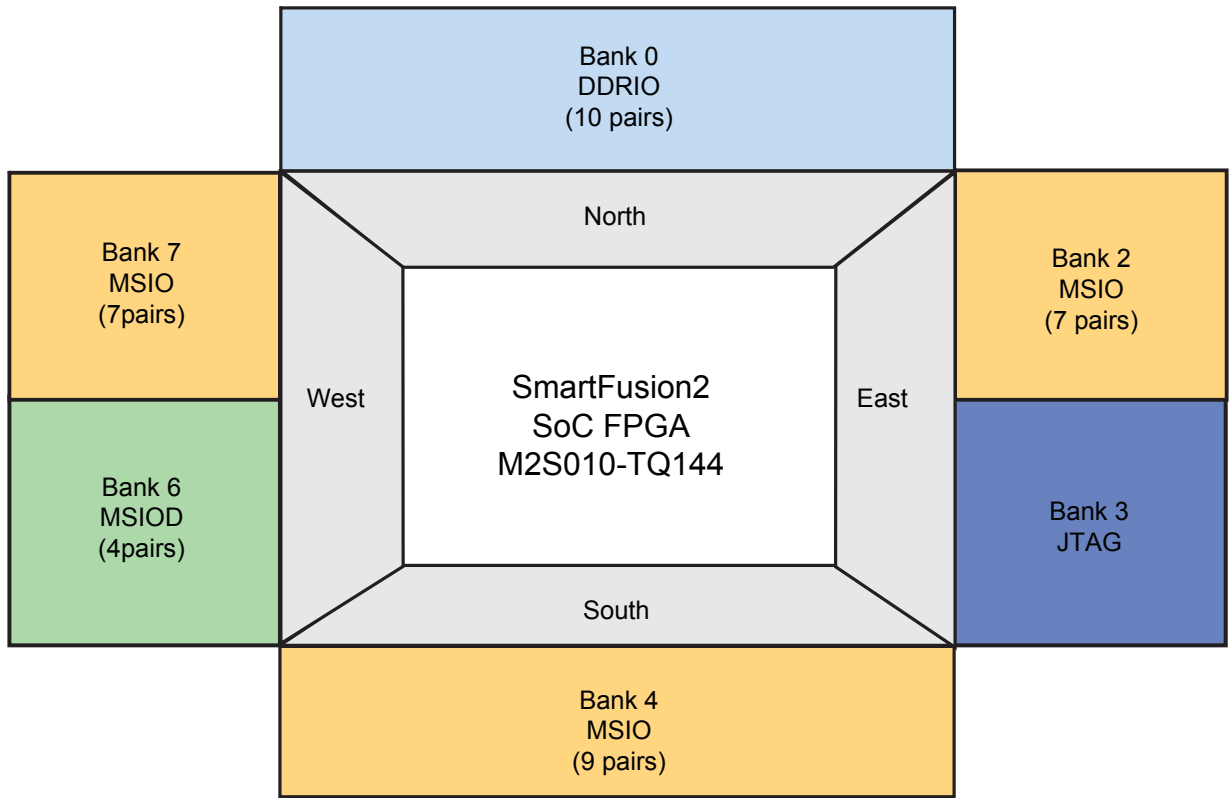 Bank 0
DDRIO
(10 pairs)
North
Bank 7
MSIO
(7pairs)
Bank 2
MSIO
(7 pairs)
West
SmartFusion2
SoC FPGA
M2S010-TQ144
East
Bank 6
MSIOD
(4pairs)
Bank 3
JTAG
South
Bank 4
MSIO
(9 pairs)